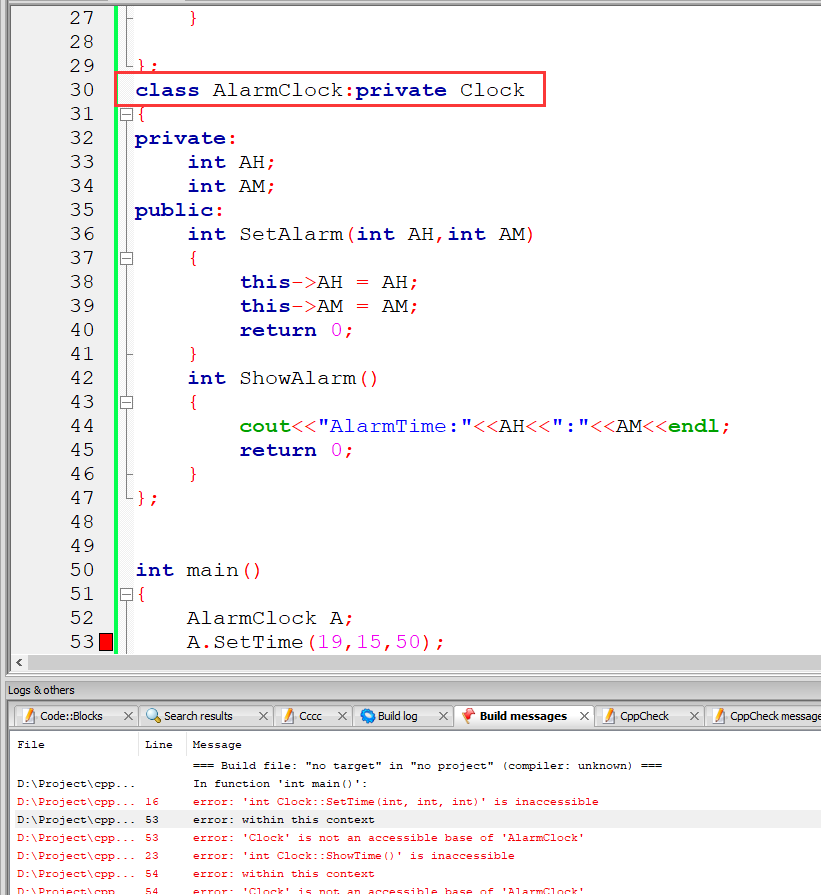 27 }
28
29 };
30 class AlarmClock:private Clock
31 {
32 private:
33 int AH;
34 int AM;
35 public:
36 int SetAlarm(int AH,int AM)
37 {
38 this->AH = AH;
39 this->AM = AM;
40 return 0;
41 }
42 int ShowAlarm()
43 {
44 cout<<"AlarmTime:"<<AH<<":"<<AM<<endl;
45 return 0;
46 }
47 };
48
49
50 int main()
51 {
52 AlarmClock A;
53 A.SetTime(19,15,50);
Logs & others
Code::Blocks Search results Cccc Build log Build messages CppCheck CppCheck message
File Line Message
=== Build file: "no target" in "no project" (compiler: unknown) ===
D:\Project\cpp... In function 'int main()':
D:\Project\cpp... 16 error: 'int Clock::SetTime(int, int, int)' is inaccessible
D:\Project\cpp... 53 error: within this context
D:\Project\cpp... 53 error: 'Clock' is not an accessible base of 'AlarmClock'
D:\Project\cpp... 23 error: 'int Clock::ShowTime()' is inaccessible
D:\Project\cpp... 54 error: within this context
D:\Project\cpp... 54 error: 'Clock' is not an accessible base of 'AlarmClock'